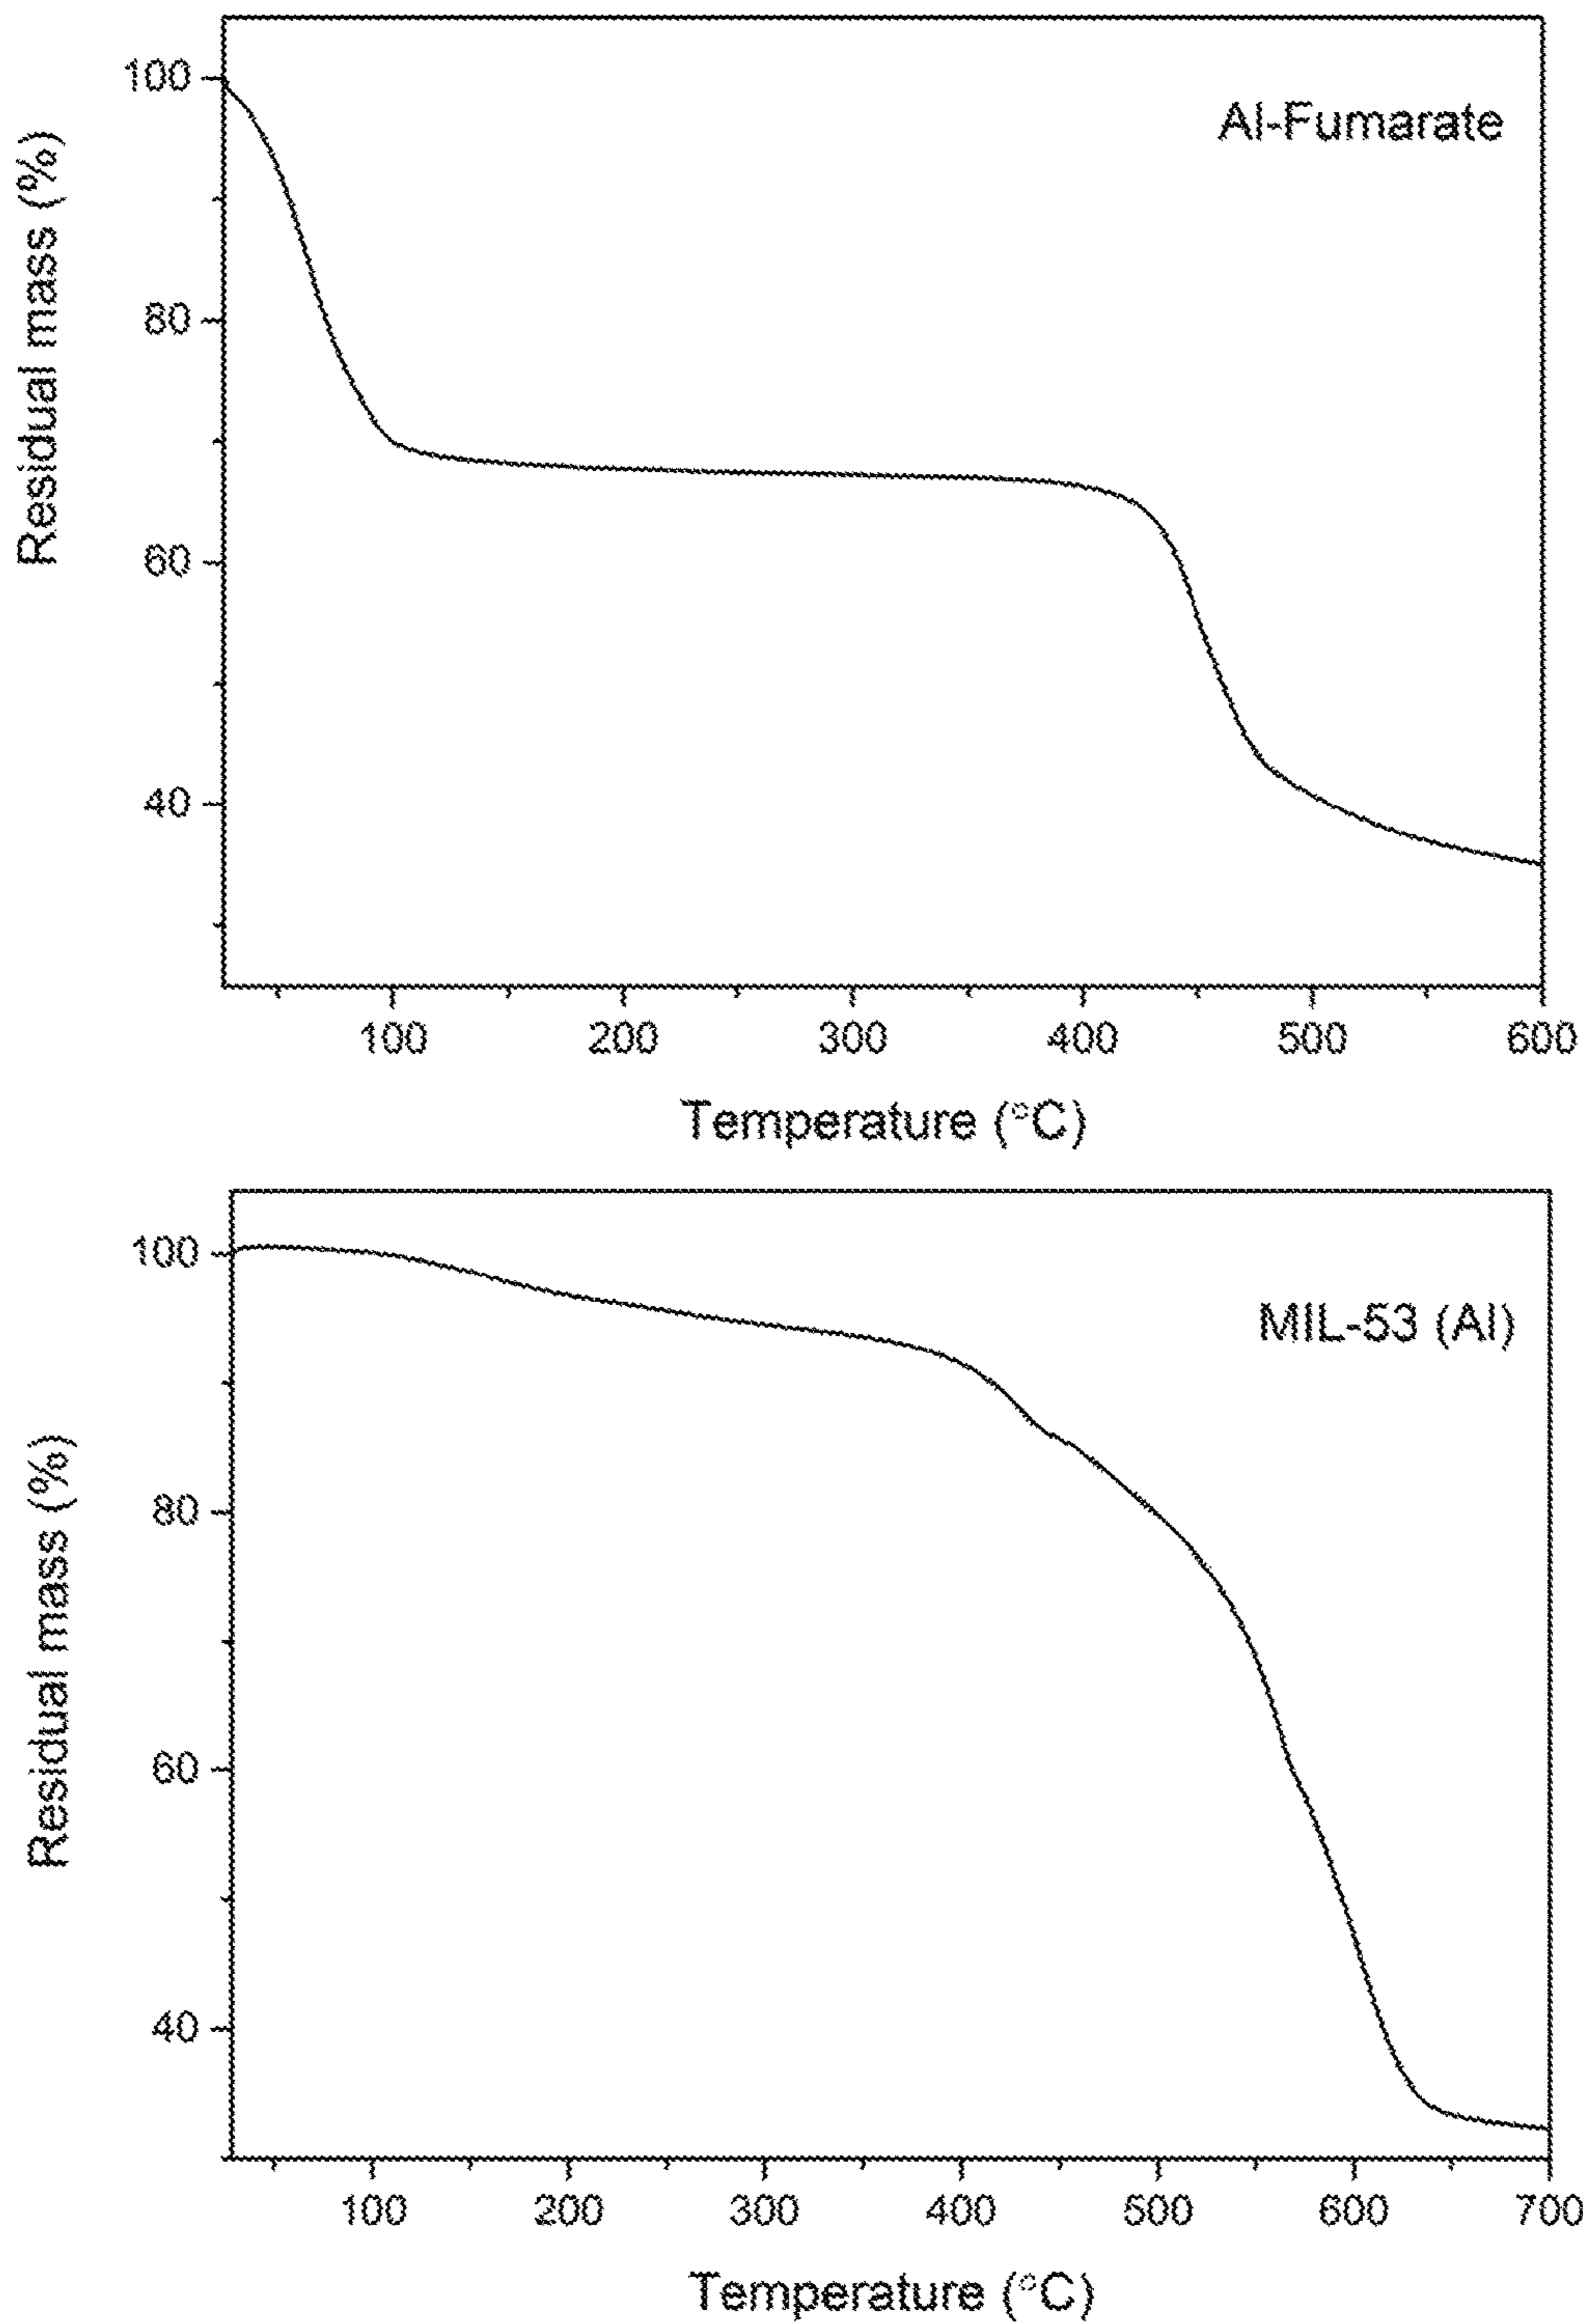 Al-Fumarate
Residual mass (%)
100
80
60
40
100 200 300 400 500 600
Temperature (°C)
MIL-53 (Al)
Residual mass (%)
100
80
60
40
100 200 300 400 500 600 700
Temperature (°C)